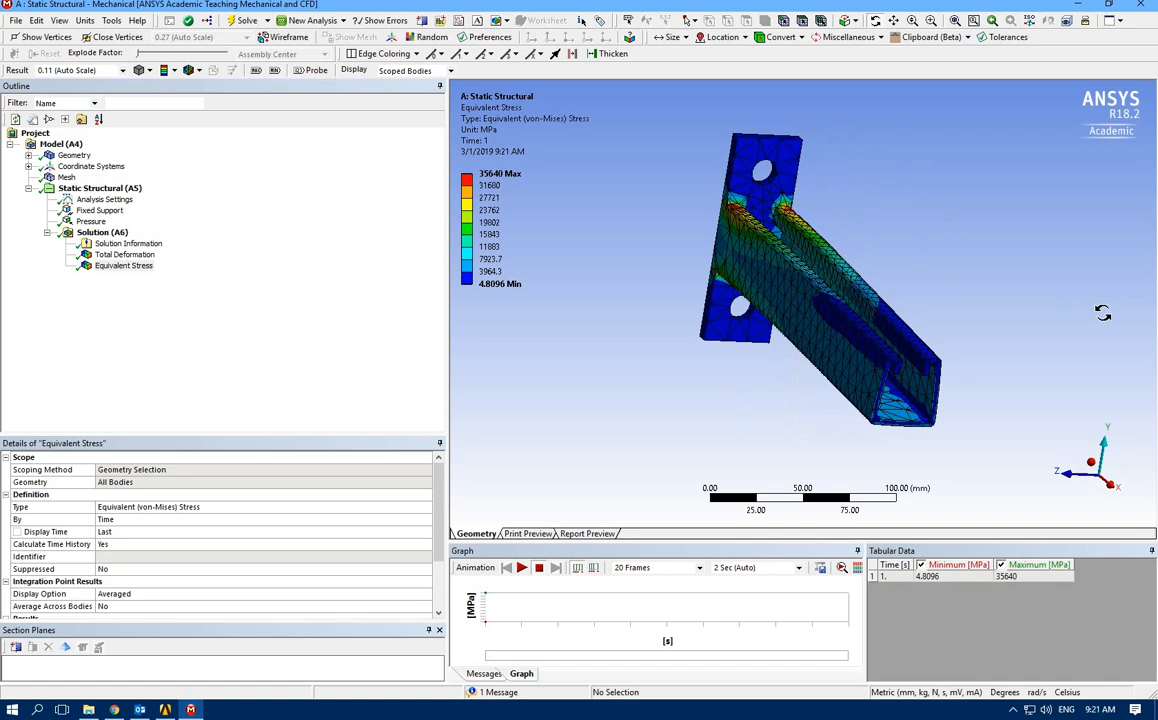 A : Static Structural - Mechanical [ANSYS Academic Teaching Mechanical and CFD]
File Edit View Units Tools Help Solve New Analysis Show Errors Worksheet
Show Vertices Close Vertices 0.27 (Auto Scale) Wireframe Show Mesh Random Preferences Size Location Convert Miscellaneous Clipboard (Beta) Tolerances
Reset Explode Factor: Assembly Center Edge Coloring Thicken
Result 0.11 (Auto Scale) Probe Display Scoped Bodies
Outline
Filter: Name
Project
Model (A4)
Geometry
Coordinate Systems
Mesh
Static Structural (A5)
Analysis Settings
Fixed Support
Pressure
Solution (A6)
Solution Information
Total Deformation
Equivalent Stress
A: Static Structural
Equivalent Stress
Type: Equivalent (von-Mises) Stress
Unit: MPa
Time: 1
3/1/2019 9:21 AM
35640 Max
31680
27721
23762
19802
15843
11883
7923.7
3964.3
4.8096 Min
ANSYS
R18.2
Academic
Y
Z
X
0.00 50.00 100.00 (mm)
25.00 75.00
Geometry Print Preview Report Preview
Details of "Equivalent Stress"
Scope
Scoping Method Geometry Selection
Geometry All Bodies
Definition
Type Equivalent (von-Mises) Stress
By Time
Display Time Last
Calculate Time History Yes
Identifier
Suppressed No
Integration Point Results
Display Option Averaged
Average Across Bodies No
Results
Section Planes
Graph
Animation 20 Frames 2 Sec (Auto)
[MPa]
[s]
Messages Graph
Tabular Data
Time [s] Minimum [MPa] Maximum [MPa]
1 1. 4.8096 35640
1 Message No Selection Metric (mm, kg, N, s, mV, mA) Degrees rad/s Celsius
ENG 9:21 AM